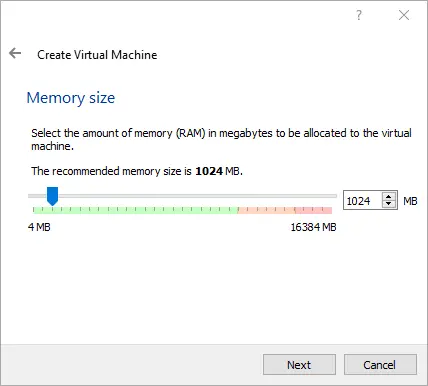 ?
Create Virtual Machine
Memory size
Select the amount of memory (RAM) in megabytes to be allocated to the virtual
machine.
The recommended memory size is 1024 MB.
1024 MB
4 MB 16384 MB
Next Cancel